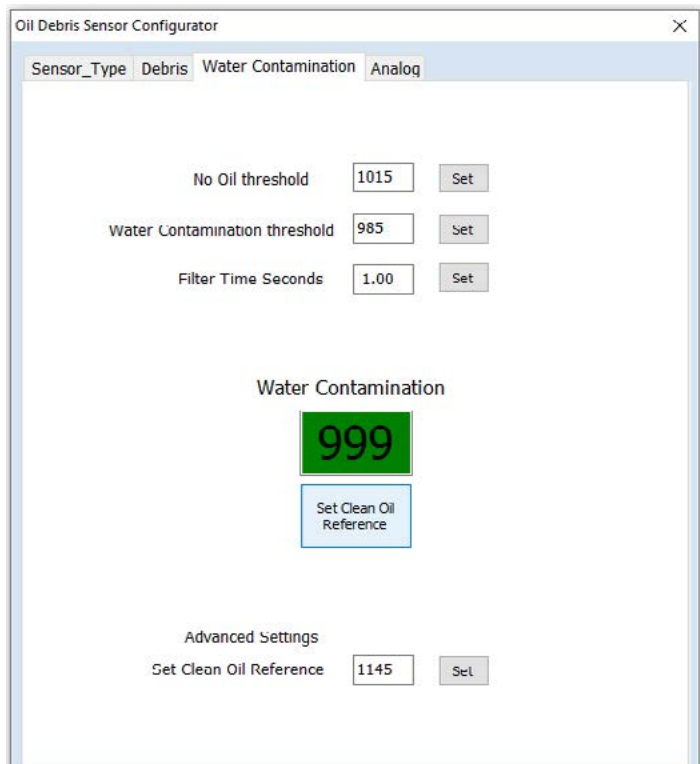 Oil Debris Sensor Configurator
Sensor_Type Debris Water Contamination Analog
No Oil threshold 1015 Set
Water Contamination threshold 985 Set
Filter Time Seconds 1.00 Set
Water Contamination
999
Set Clean Oil
Reference
Advanced Settings
Set Clean Oil Reference 1145 Set